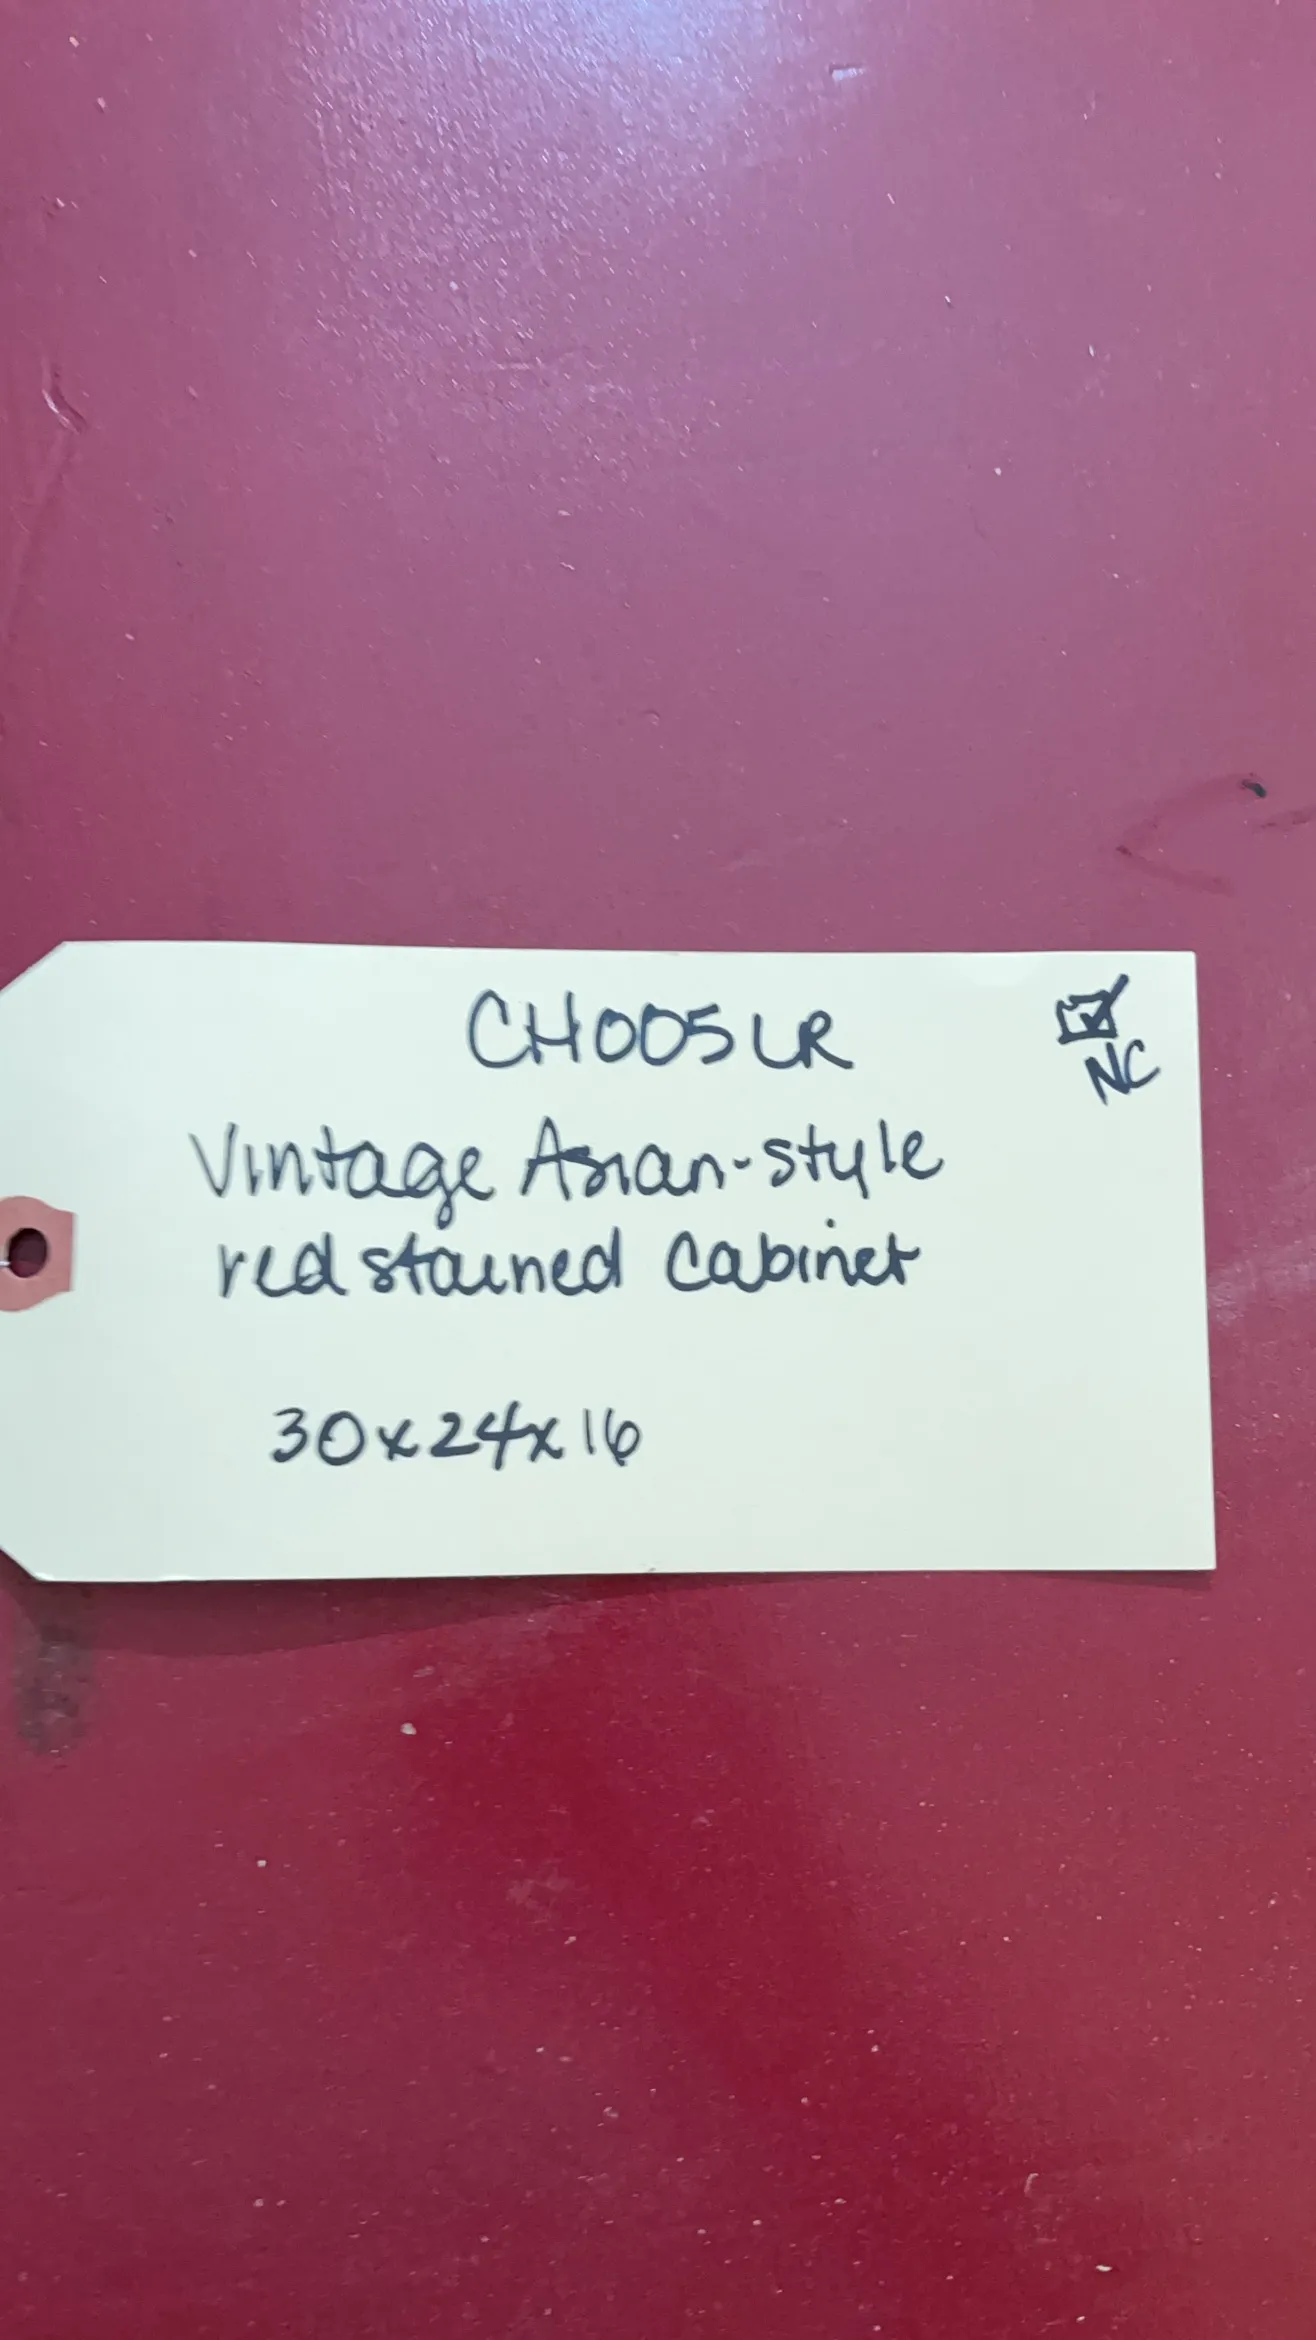 CH005LR
☑
NC
Vintage Asian-style
red stained cabinet
30x24x16